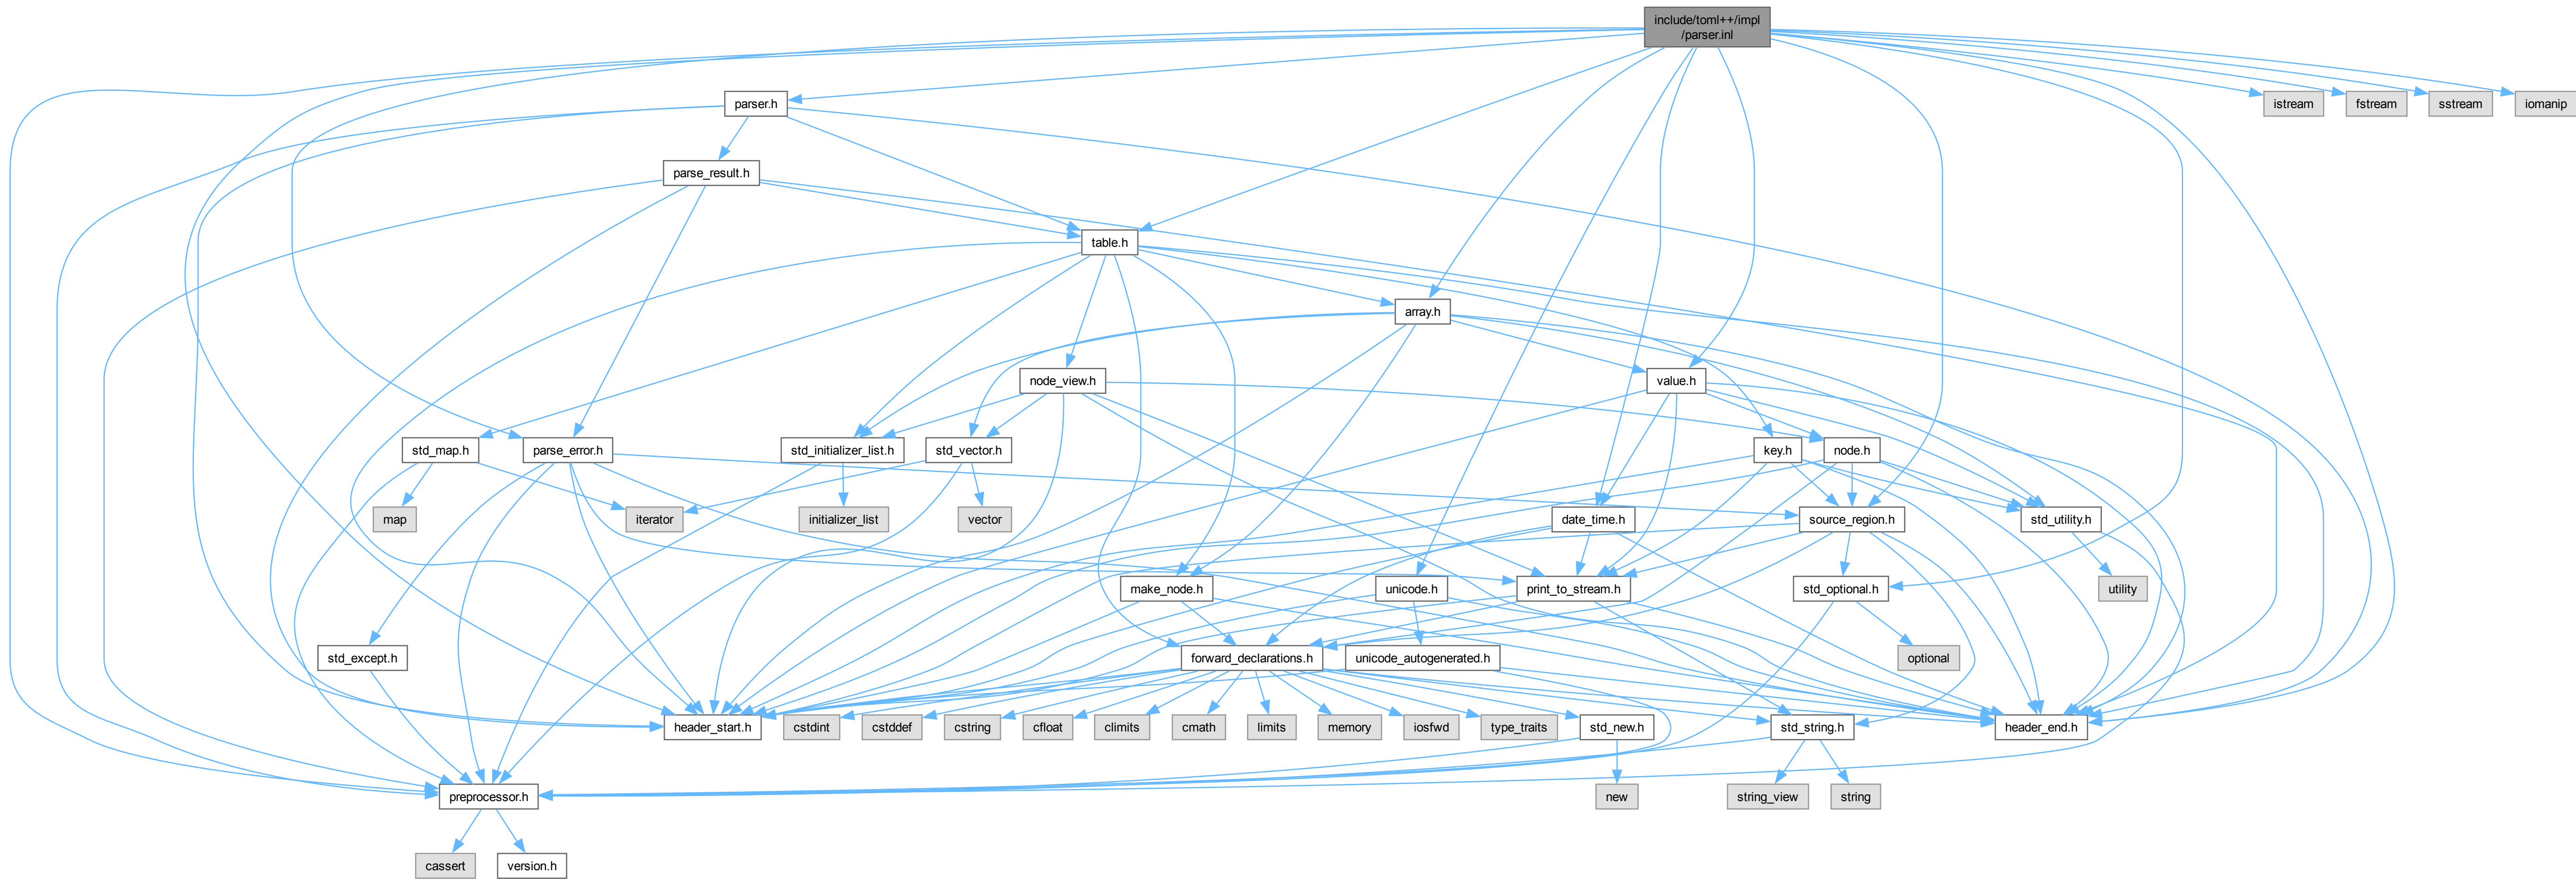 include/toml++/impl
/parser.inl
parser.h
istream
fstream
sstream
iomanip
parse_result.h
table.h
array.h
node_view.h
value.h
std_map.h
parse_error.h
std_initializer_list.h
std_vector.h
key.h
node.h
map
iterator
initializer_list
vector
date_time.h
source_region.h
std_utility.h
make_node.h
unicode.h
print_to_stream.h
std_optional.h
utility
std_except.h
forward_declarations.h
unicode_autogenerated.h
optional
header_start.h
cstdint
cstddef
cstring
cfloat
climits
cmath
limits
memory
iosfwd
type_traits
std_new.h
std_string.h
header_end.h
preprocessor.h
new
string_view
string
cassert
version.h